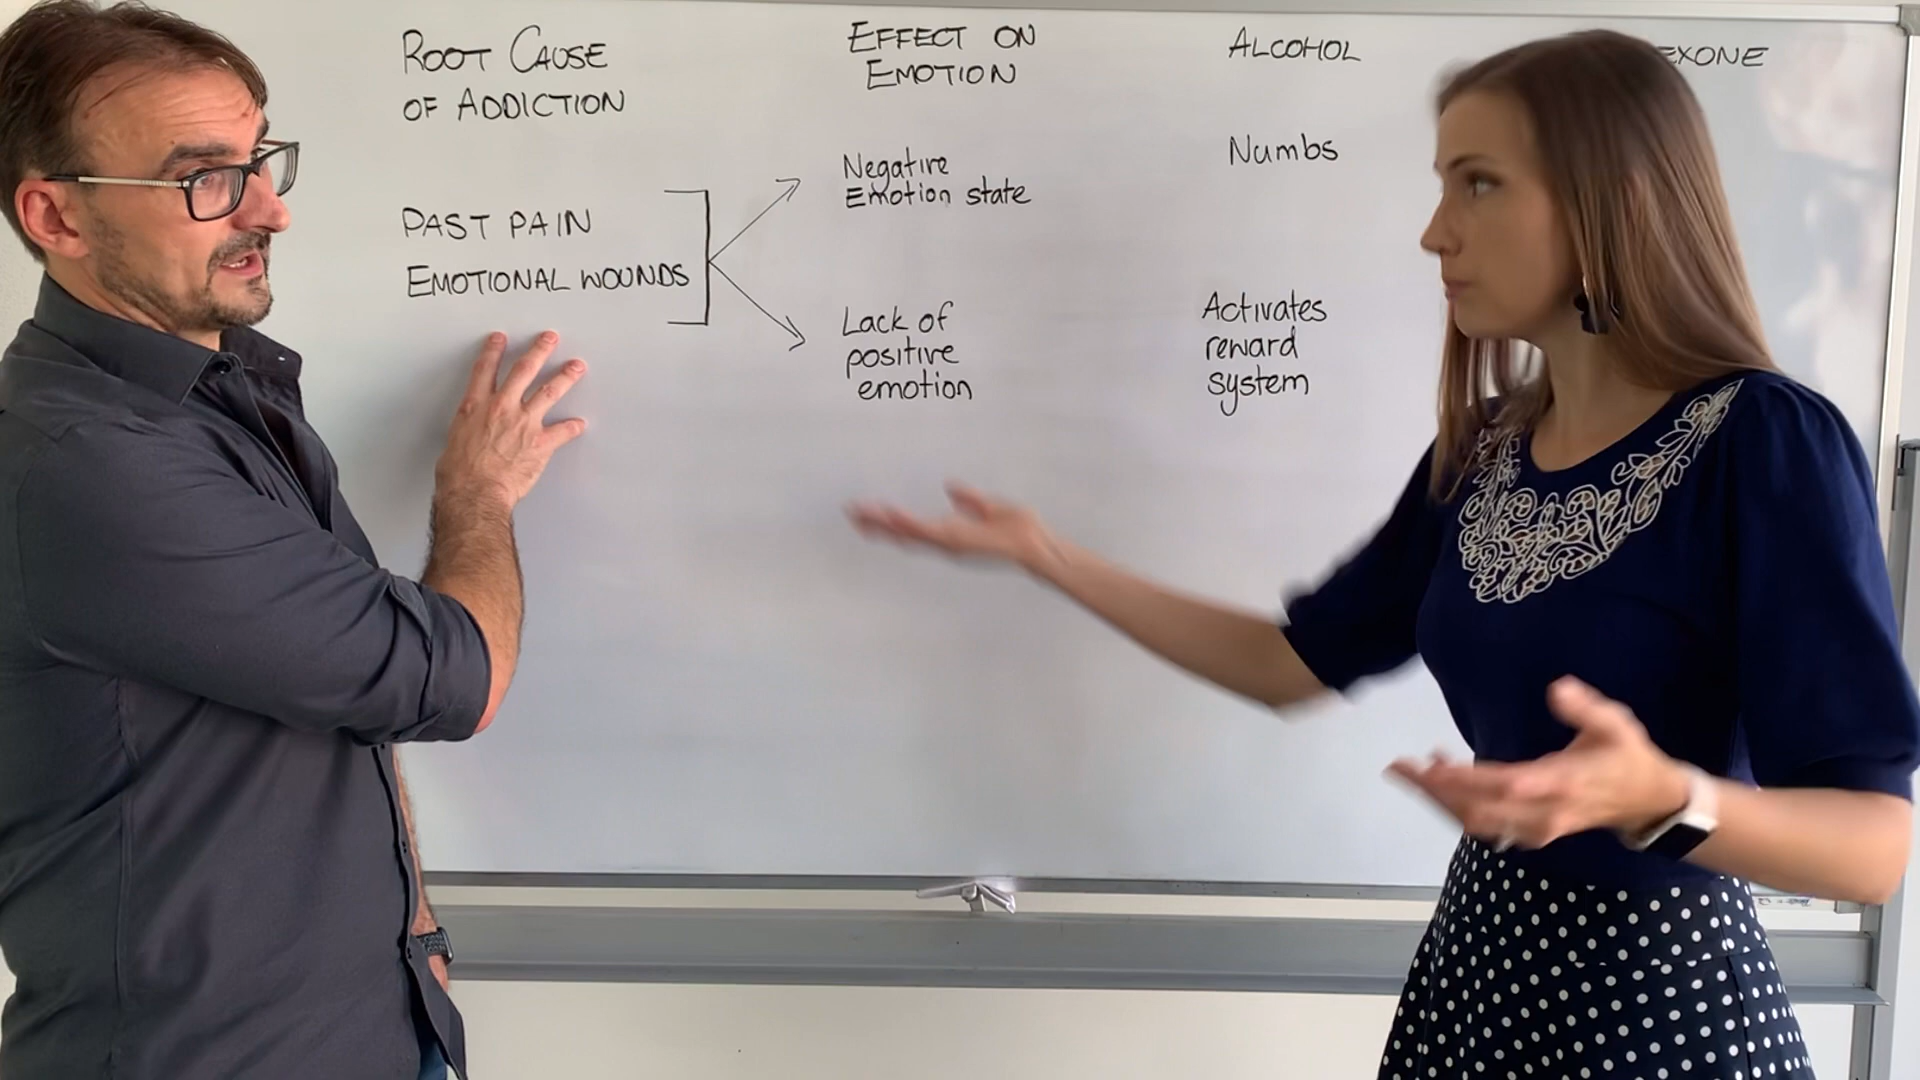 ROOT CAUSE
OF ADDICTION
PAST PAIN
EMOTIONAL WOUNDS
EFFECT ON
EMOTION
Negative
Emotion state
Lack of
positive
emotion
ALCOHOL
Numbs
Activates
reward
system
EXONE